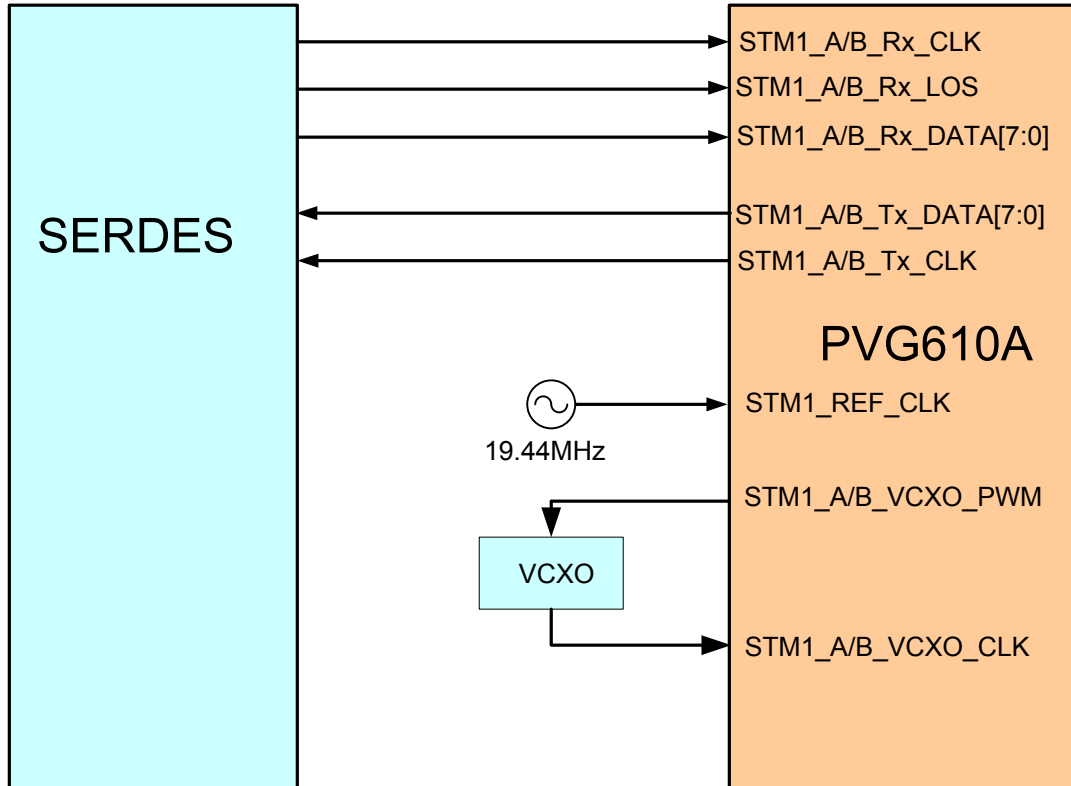 STM1_A/B_Rx_CLK
STM1_A/B_Rx_LOS
STM1_A/B_Rx_DATA[7:0]
SERDES
STM1_A/B_Tx_DATA[7:0]
STM1_A/B_Tx_CLK
PVG610A
STM1_REF_CLK
19.44MHz
STM1_A/B_VCXO_PWM
VCXO
STM1_A/B_VCXO_CLK